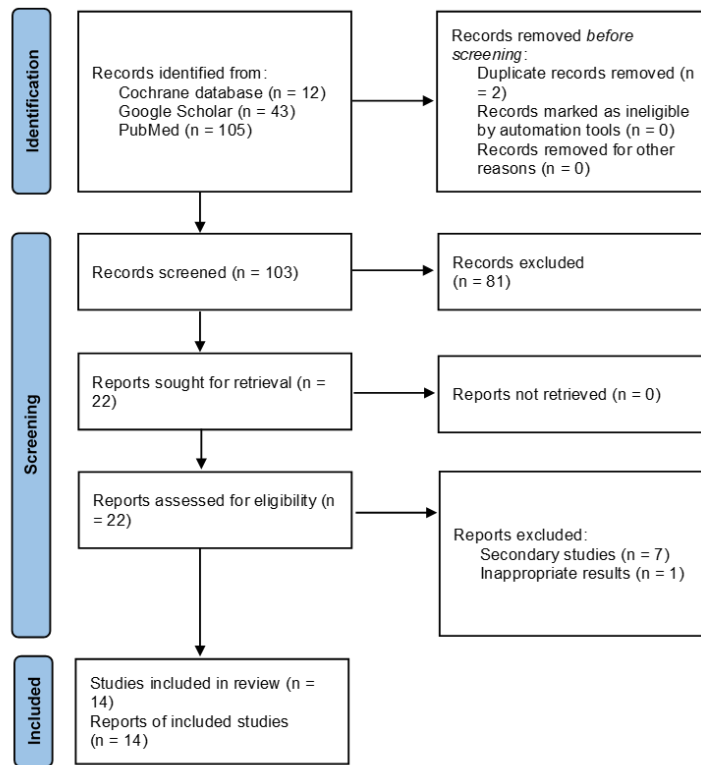 Identification
Records identified from:
Cochrane database (n = 12)
Google Scholar (n = 43)
PubMed (n = 105)
Records removed before
screening:
Duplicate records removed (n
= 2)
Records marked as ineligible
by automation tools (n = 0)
Records removed for other
reasons (n = 0)
Screening
Records screened (n = 103)
Records excluded
(n = 81)
Reports sought for retrieval (n =
22)
Reports not retrieved (n = 0)
Reports assessed for eligibility (n
= 22)
Reports excluded:
Secondary studies (n = 7)
Inappropriate results (n = 1)
Included
Studies included in review (n =
14)
Reports of included studies
(n = 14)